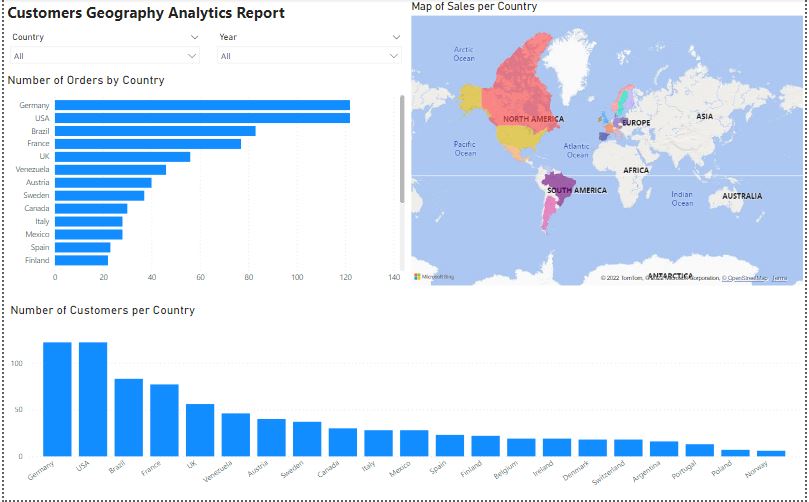 Customers Geography Analytics Report
Country
All
Year
All
Number of Orders by Country
Germany
USA
Brazil
France
UK
Venezuela
Austria
Sweden
Canada
Italy
Mexico
Spain
Finland
0 20 40 60 80 100 120 140
Map of Sales per Country
Arctic
Ocean
NORTH AMERICA
EUROPE
ASIA
Pacific
Ocean
Atlantic
Ocean
AFRICA
SOUTH AMERICA
Indian
Ocean
AUSTRALIA
ANTARCTICA
Microsoft Bing
© 2022 TomTom, © 2022 Microsoft Corporation, © OpenStreetMap Terms
Number of Customers per Country
100
50
0
Germany USA Brazil France UK Venezuela Austria Sweden Canada Italy Mexico Spain Finland Belgium Ireland Denmark Switzerland Argentina Portugal Poland Norway